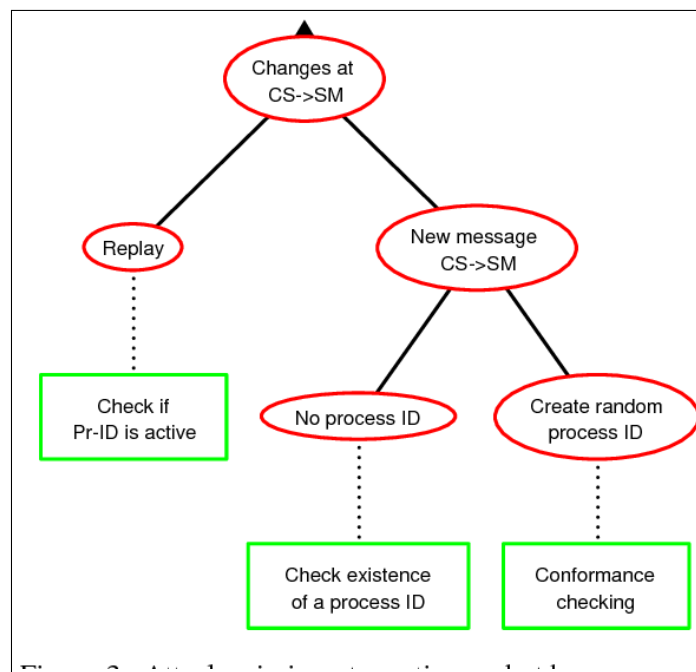 Changes at
CS->SM
Replay
New message
CS->SM
Check if
Pr-ID is active
No process ID
Create random
process ID
Check existence
of a process ID
Conformance
checking